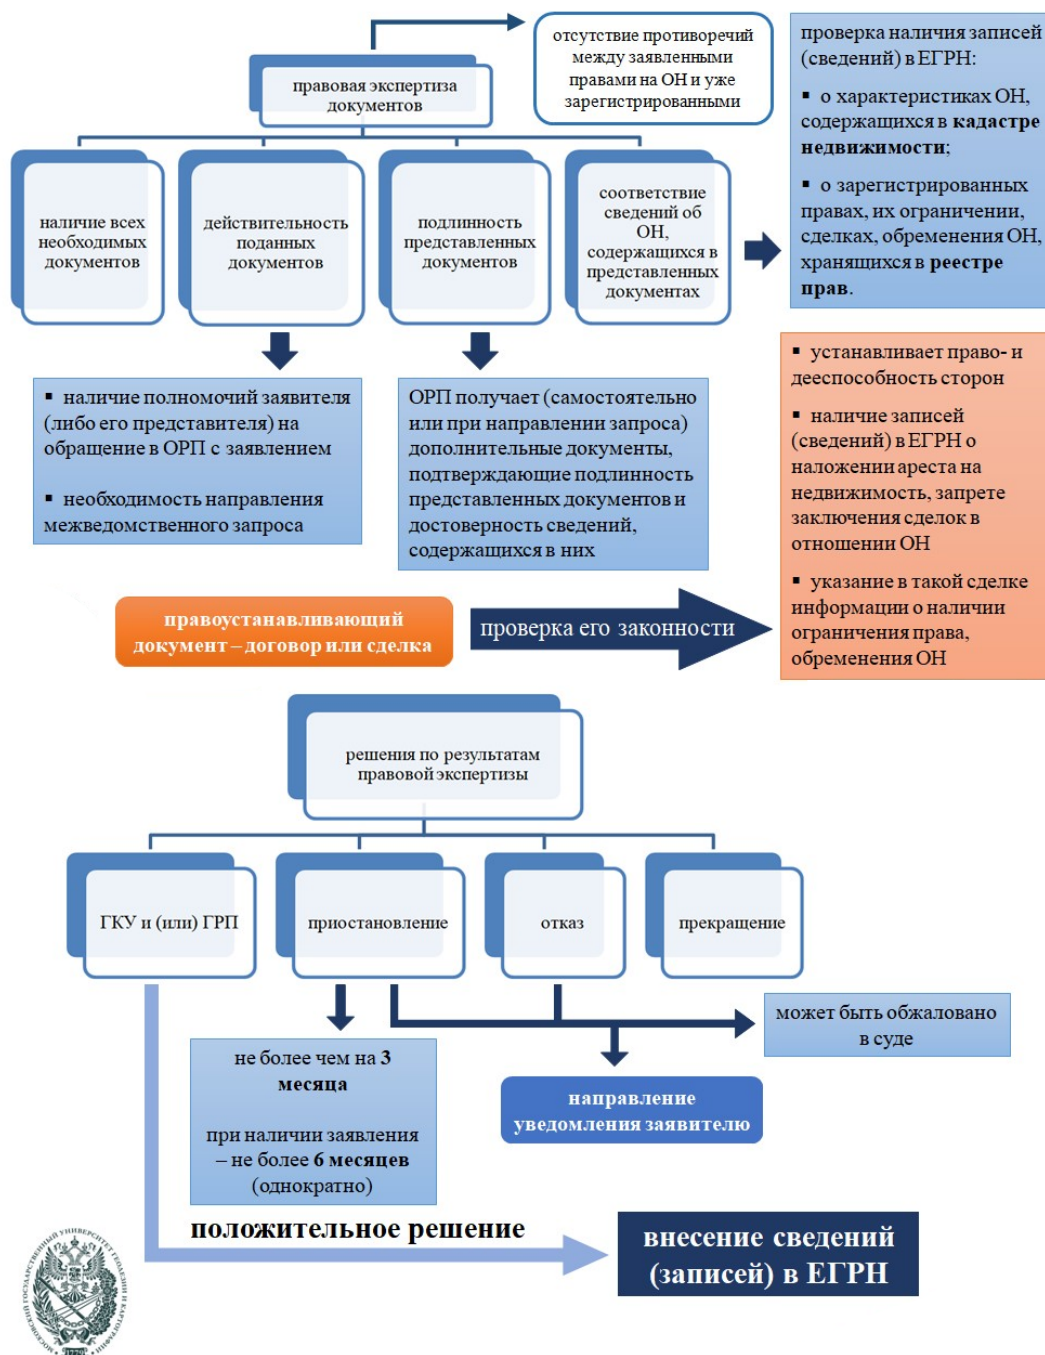 правовая экспертиза
документов
отсутствие противоречий
между заявленными
правами на ОН и уже
зарегистрированными
проверка наличия записей
(сведений) в ЕГРН:
▪ о характеристиках ОН,
содержащихся в кадастре
недвижимости;
▪ о зарегистрированных
правах, их ограничении,
сделках, обременения ОН,
хранящихся в реестре
прав.
наличие всех
необходимых
документов
действительность
поданных
документов
подлинность
представленных
документов
соответствие
сведений об
ОН,
содержащихся в
представленных
документах
▪ наличие полномочий заявителя
(либо его представителя) на
обращение в ОРП с заявлением
▪ необходимость направления
межведомственного запроса
ОРП получает (самостоятельно
или при направлении запроса)
дополнительные документы,
подтверждающие подлинность
представленных документов и
достоверность сведений,
содержащихся в них
▪ устанавливает право- и
дееспособность сторон
▪ наличие записей
(сведений) в ЕГРН о
наложении ареста на
недвижимость, запрете
заключения сделок в
отношении ОН
▪ указание в такой сделке
информации о наличии
ограничения права,
обременения ОН
правоустанавливающий
документ – договор или сделка
проверка его законности
решения по результатам
правовой экспертизы
ГКУ и (или) ГРП
приостановление
отказ
прекращение
не более чем на 3
месяца
при наличии заявления
– не более 6 месяцев
(однократно)
направление
уведомления заявителю
может быть обжаловано
в суде
положительное решение
внесение сведений
(записей) в ЕГРН
МОСКОВСКИЙ ГОСУДАРСТВЕННЫЙ УНИВЕРСИТЕТ ГЕОДЕЗИИ И КАРТОГРАФИИ
1779